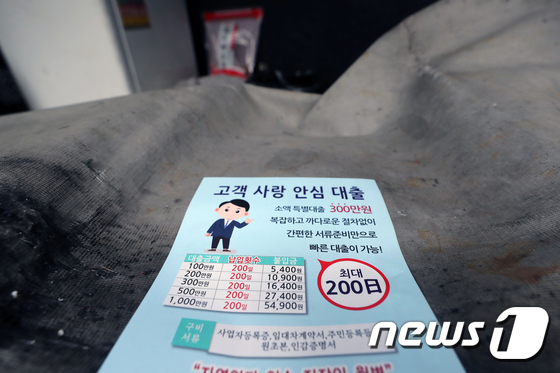 news1
고객 사랑 안심 대출
소액 특별대출 300만원
복잡하고 까다로운 절차없이
간편한 서류준비만으로
빠른 대출이 가능!
대출금액 납입횟수 불입금
100만원 200일 5,400원
200만원 200일 10,900원
300만원 200일 16,400원
500만원 200일 27,400원
1,000만원 200일 54,900원
최대
200日
구비
서류
사업자등록증,임대차계약서,주민등록등
원초본,인감증명서
news1